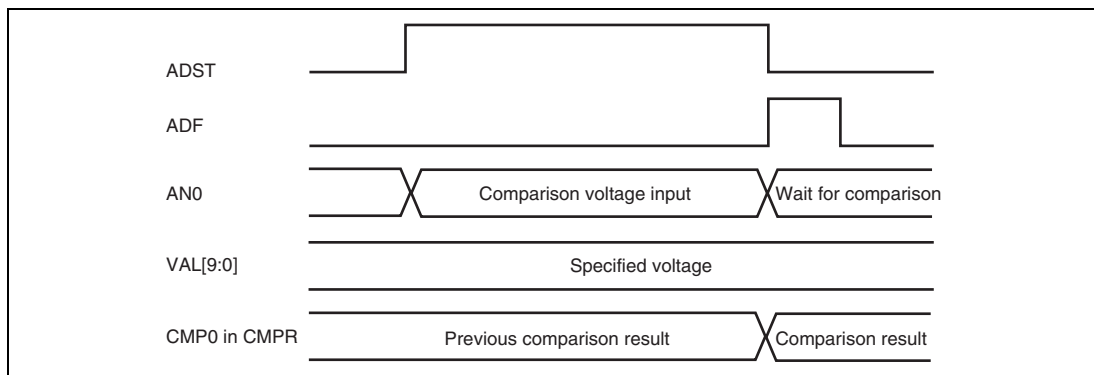 ADST
ADF
AN0
Comparison voltage input
Wait for comparison
VAL[9:0]
Specified voltage
CMP0 in CMPR
Previous comparison result
Comparison result